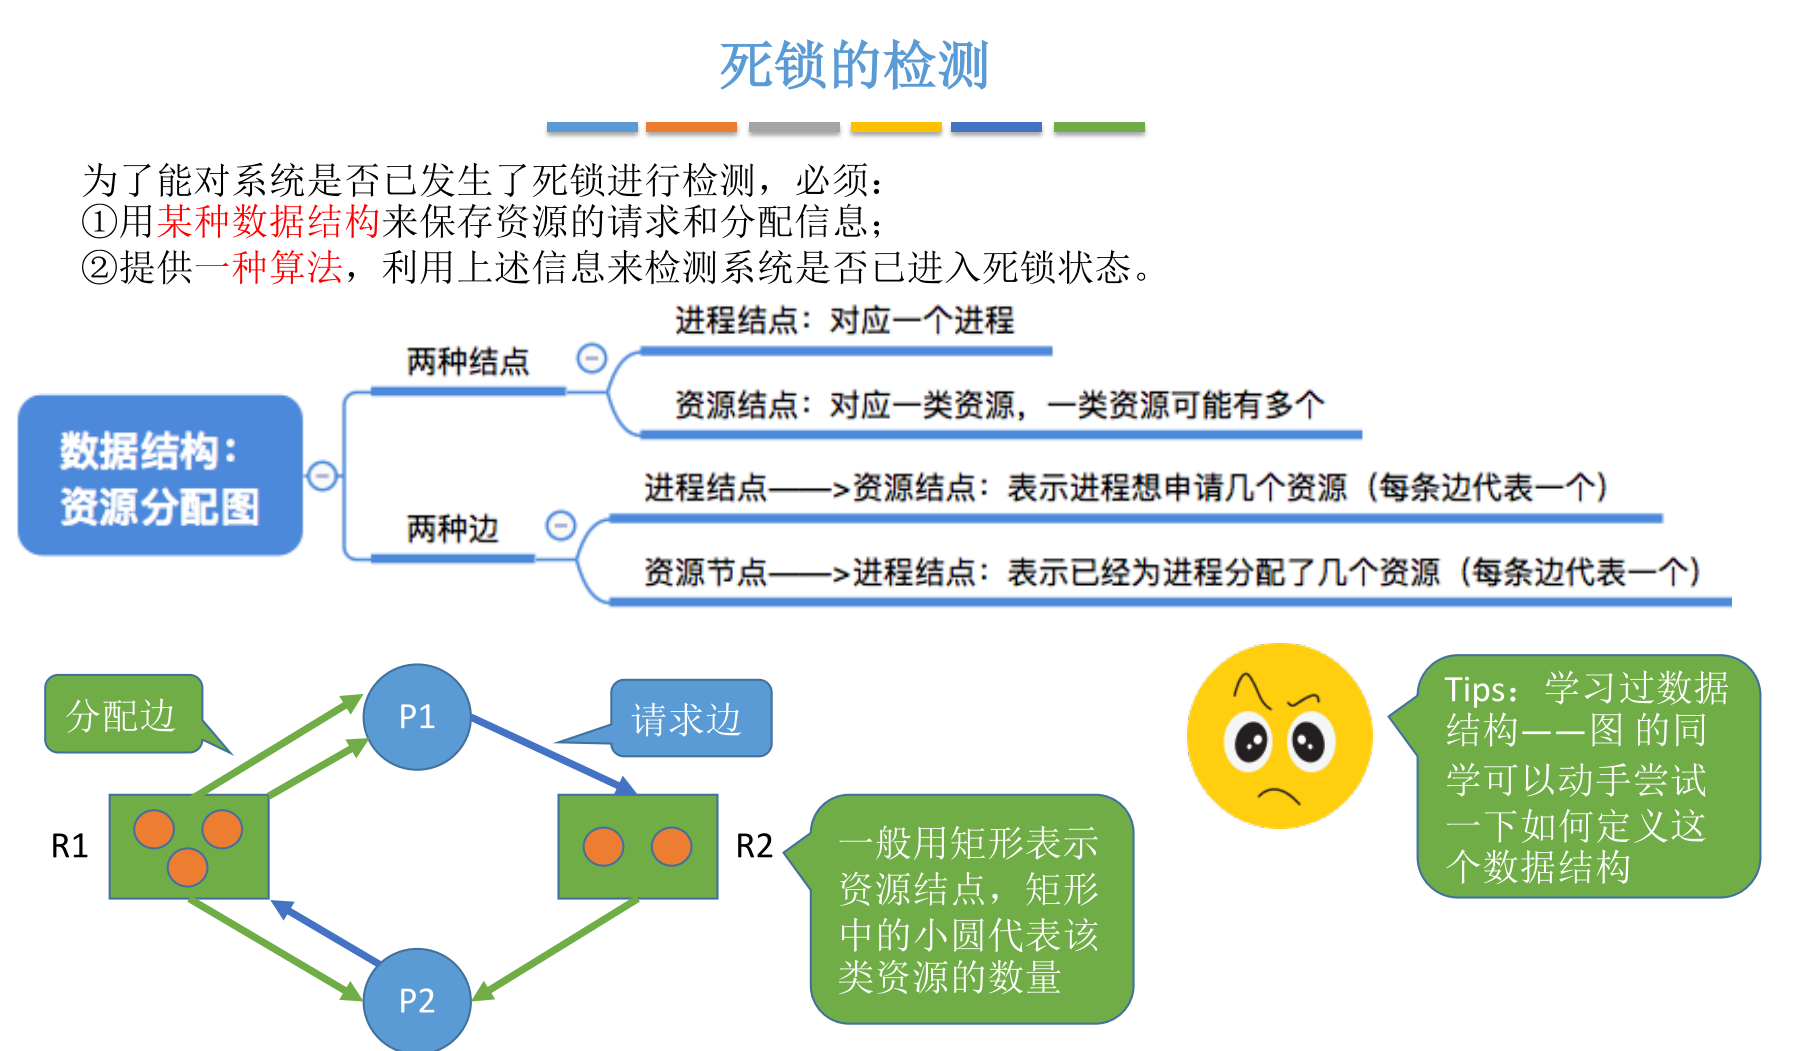 死锁的检测
为了能对系统是否已发生了死锁进行检测，必须：
①用某种数据结构来保存资源的请求和分配信息；
②提供一种算法，利用上述信息来检测系统是否已进入死锁状态。
数据结构：
资源分配图
两种结点
进程结点：对应一个进程
资源结点：对应一类资源，一类资源可能有多个
两种边
进程结点——>资源结点：表示进程想申请几个资源（每条边代表一个）
资源节点——>进程结点：表示已经为进程分配了几个资源（每条边代表一个）
分配边
P1
请求边
R1
R2
P2
一般用矩形表示
资源结点，矩形
中的小圆代表该
类资源的数量
Tips： 学习过数据
结构——图 的同
学可以动手尝试
一下如何定义这
个数据结构